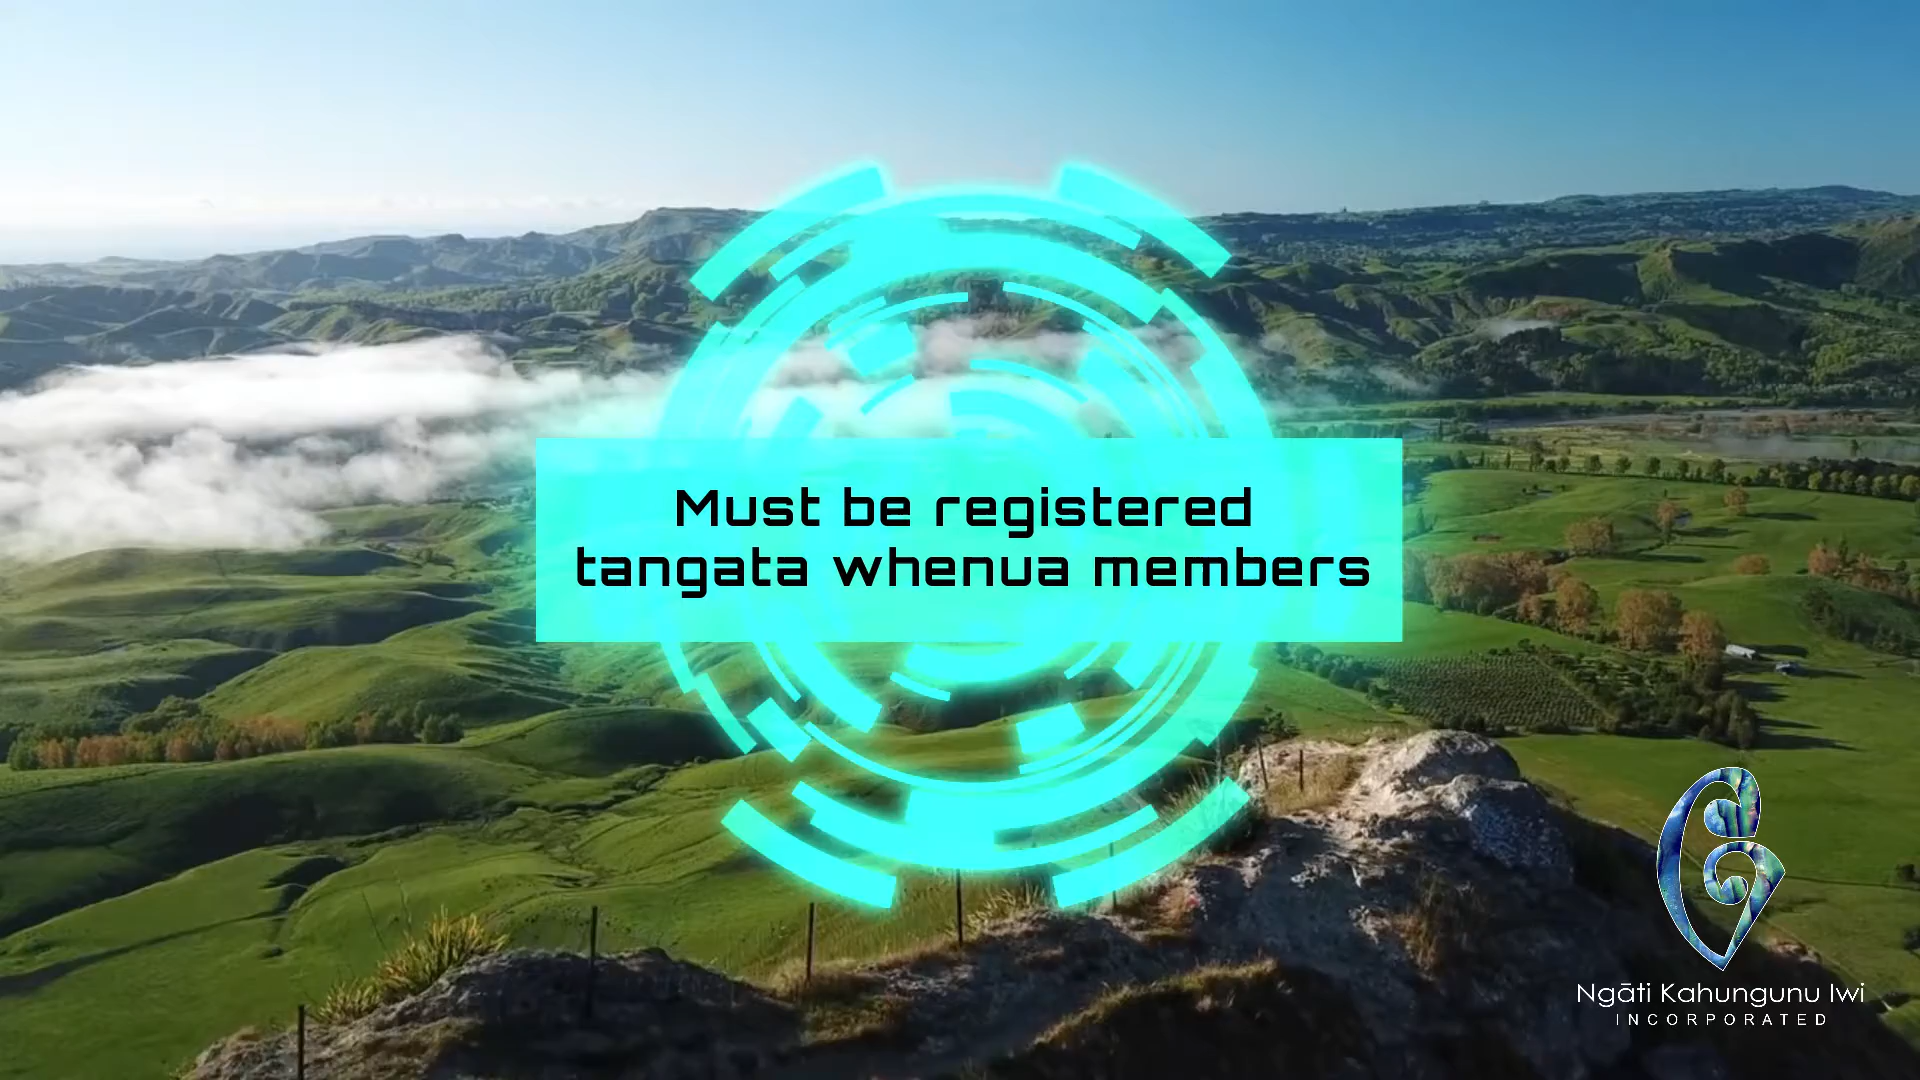 Must be registered
tangata whenua members
Ngāti Kahungunu Iwi
INCORPORATED